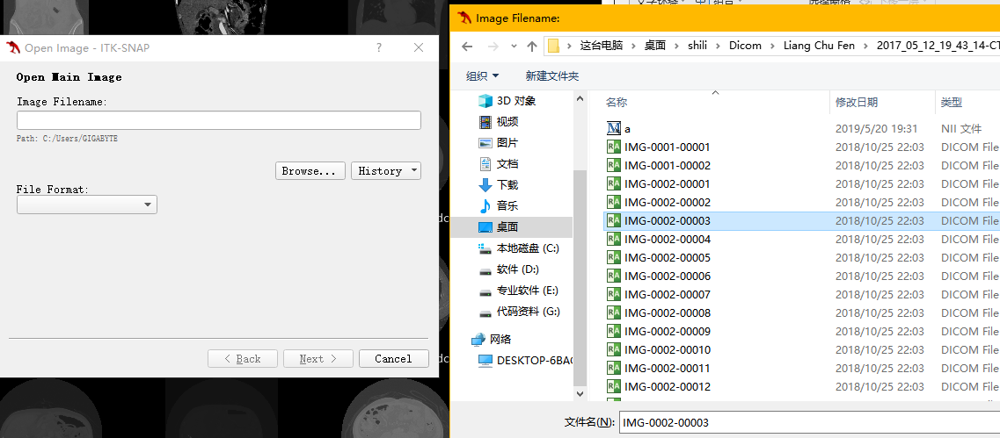 Open Image - ITK-SNAP
?
Open Main Image
Image Filename:
Path: C:/Users/GIGABYTE
Browse...
History
File Format:
< Back
Next >
Cancel
Image Filename:
这台电脑 > 桌面 > shili > Dicom > Liang Chu Fen > 2017_05_12_19_43_14-CT
组织
新建文件夹
3D 对象
视频
图片
文档
下载
音乐
桌面
本地磁盘 (C:)
软件 (D:)
专业软件 (E:)
代码资料 (G:)
网络
DESKTOP-6BA
名称 修改日期 类型
a 2019/5/20 19:31 NII 文件
IMG-0001-00001 2018/10/25 22:03 DICOM File
IMG-0001-00002 2018/10/25 22:03 DICOM File
IMG-0002-00001 2018/10/25 22:03 DICOM File
IMG-0002-00002 2018/10/25 22:03 DICOM File
IMG-0002-00003 2018/10/25 22:03 DICOM File
IMG-0002-00004 2018/10/25 22:03 DICOM File
IMG-0002-00005 2018/10/25 22:03 DICOM File
IMG-0002-00006 2018/10/25 22:03 DICOM File
IMG-0002-00007 2018/10/25 22:03 DICOM File
IMG-0002-00008 2018/10/25 22:03 DICOM File
IMG-0002-00009 2018/10/25 22:03 DICOM File
IMG-0002-00010 2018/10/25 22:03 DICOM File
IMG-0002-00011 2018/10/25 22:03 DICOM File
IMG-0002-00012 2018/10/25 22:03 DICOM File
文件名(N): IMG-0002-00003